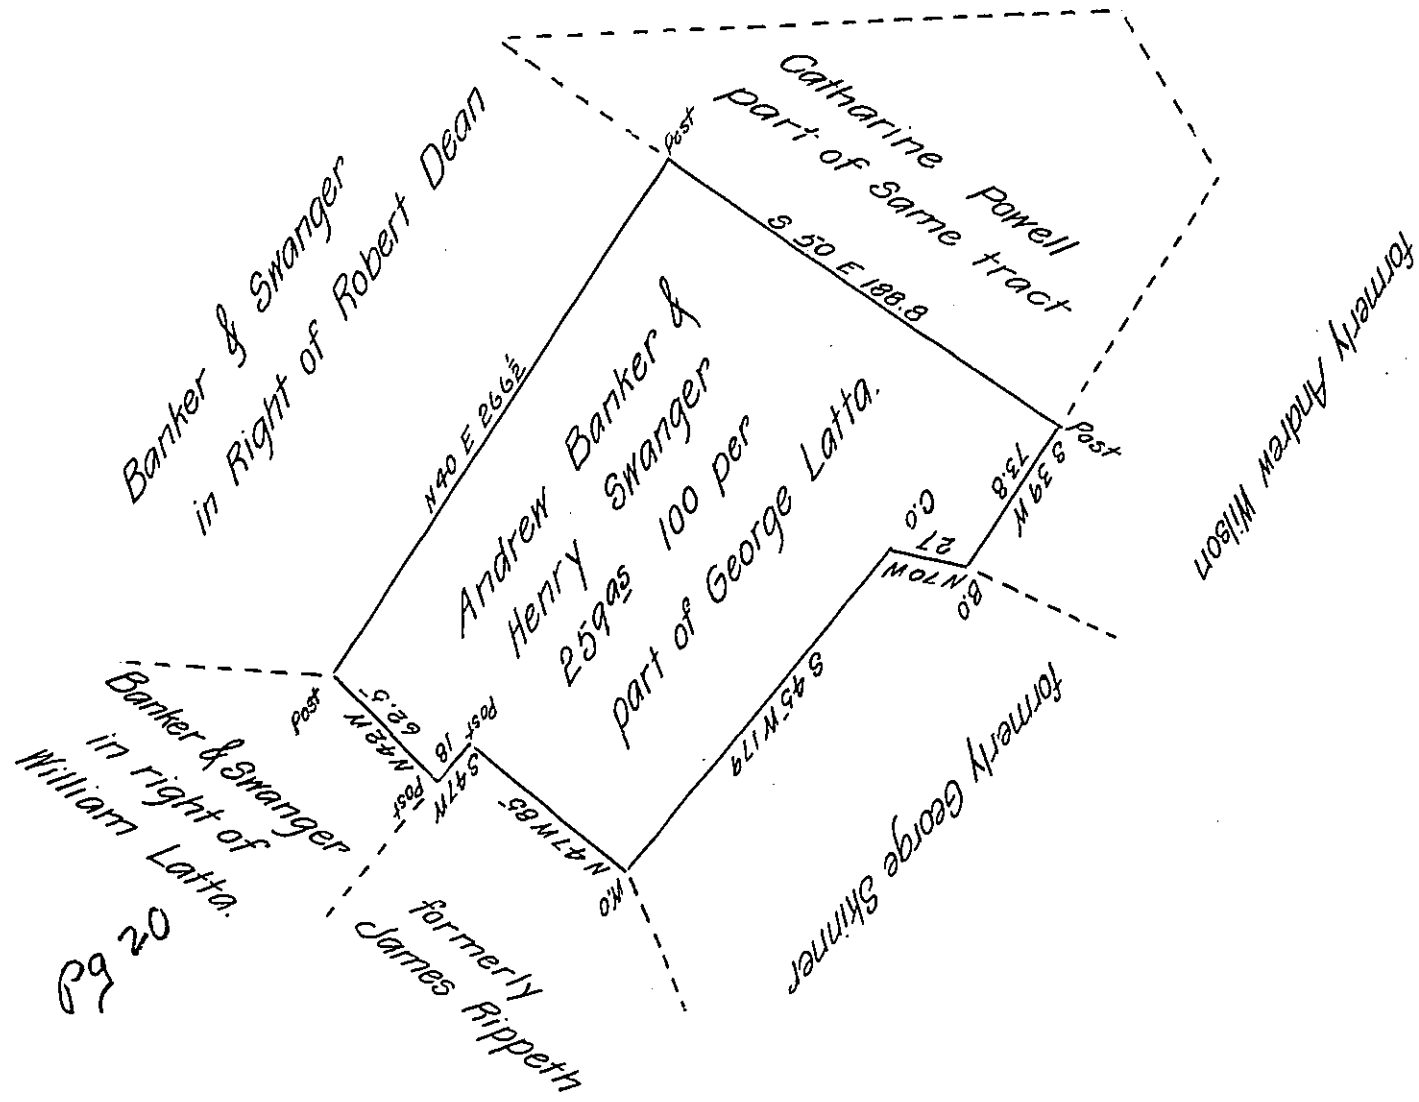 Catharine Powell
part of Same tract
Post
Banker & Swanger
in Right of Robert Dean
S 50 E 188.8
N40 E 266½
Andrew Banker &
Henry Swanger
259as 100 per
part of George Latta.
Post
S 39 W
73.8
formerly Andrew Wilson
C.O
27
N 70 W
B.O
S 45 W 179
formerly George Skinner
Post
N 42 W
62.5
Post
18
S 47 W
Post
N 47 W 85
W.O
Banker & Swanger
in right of
William Latta.
formerly
James Rippeth
Pg 20